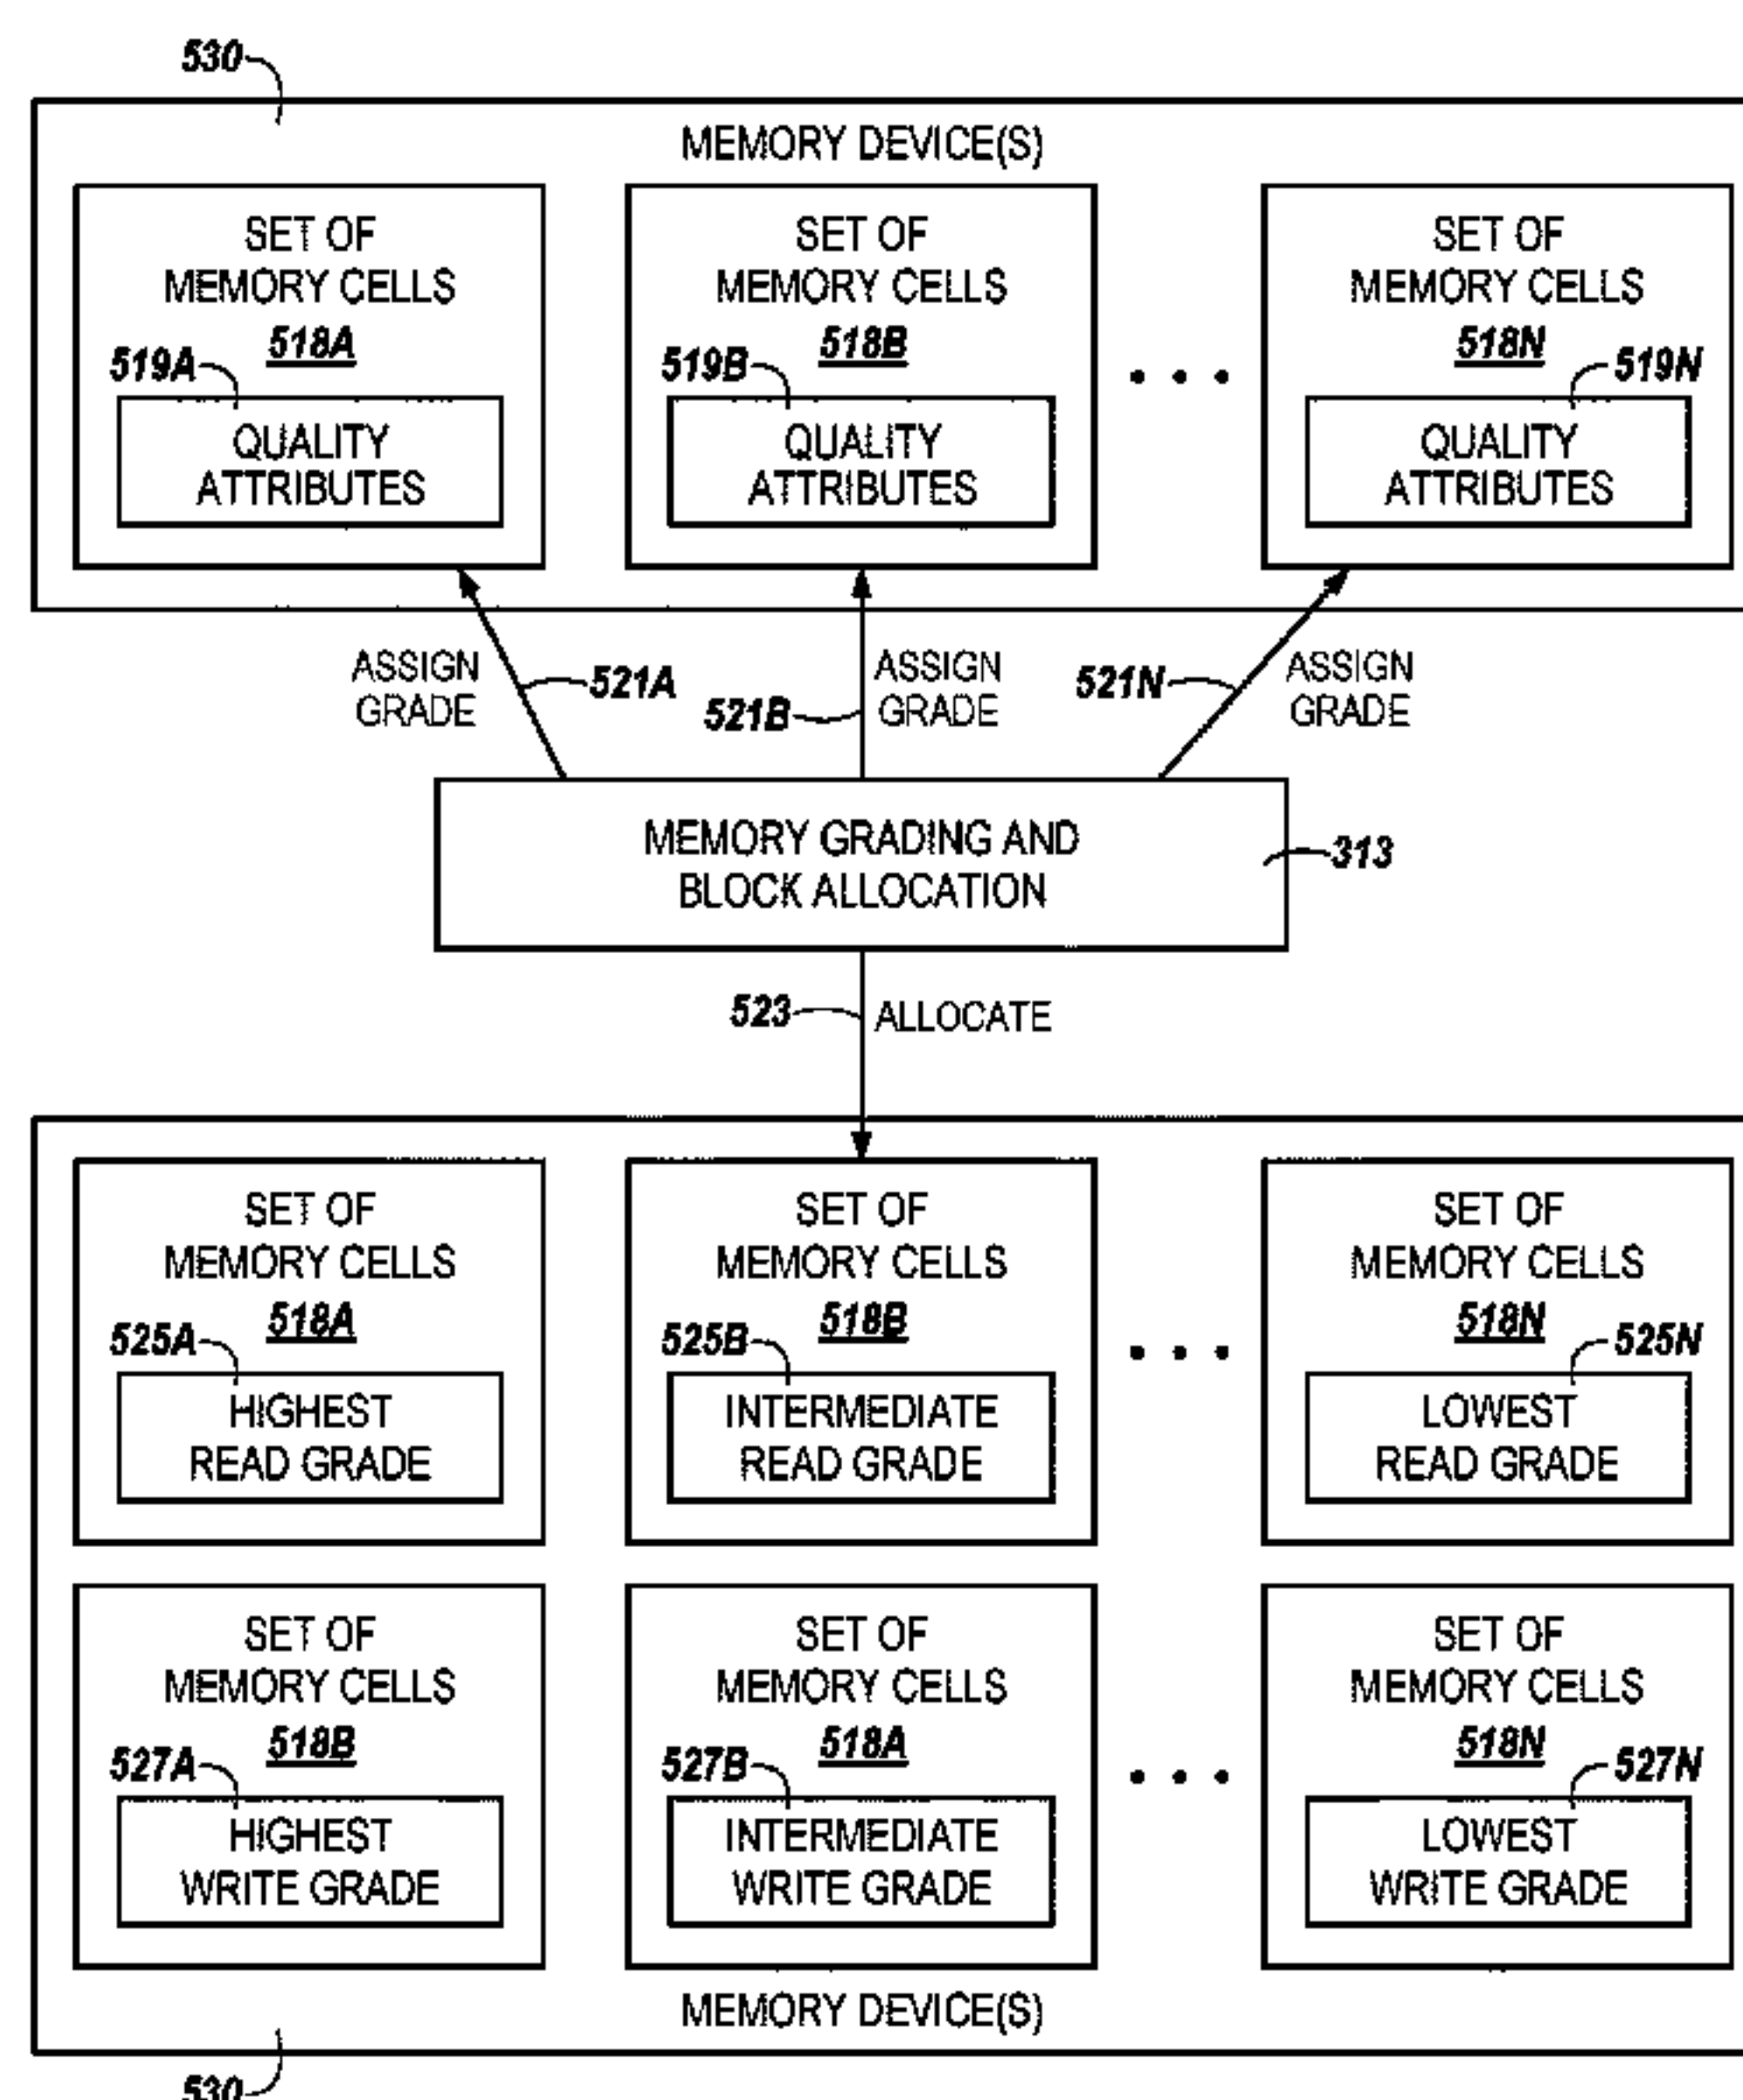 530
MEMORY DEVICE(S)
SET OF
MEMORY CELLS
518A
519A
QUALITY
ATTRIBUTES
SET OF
MEMORY CELLS
518B
519B
QUALITY
ATTRIBUTES
• • •
SET OF
MEMORY CELLS
518N
519N
QUALITY
ATTRIBUTES
ASSIGN
GRADE
521A
521B
ASSIGN
GRADE
521N
ASSIGN
GRADE
MEMORY GRADING AND
BLOCK ALLOCATION
313
523
ALLOCATE
SET OF
MEMORY CELLS
518A
525A
HIGHEST
READ GRADE
SET OF
MEMORY CELLS
518B
525B
INTERMEDIATE
READ GRADE
• • •
SET OF
MEMORY CELLS
518N
525N
LOWEST
READ GRADE
SET OF
MEMORY CELLS
518B
527A
HIGHEST
WRITE GRADE
SET OF
MEMORY CELLS
518A
527B
INTERMEDIATE
WRITE GRADE
• • •
SET OF
MEMORY CELLS
518N
527N
LOWEST
WRITE GRADE
MEMORY DEVICE(S)
530